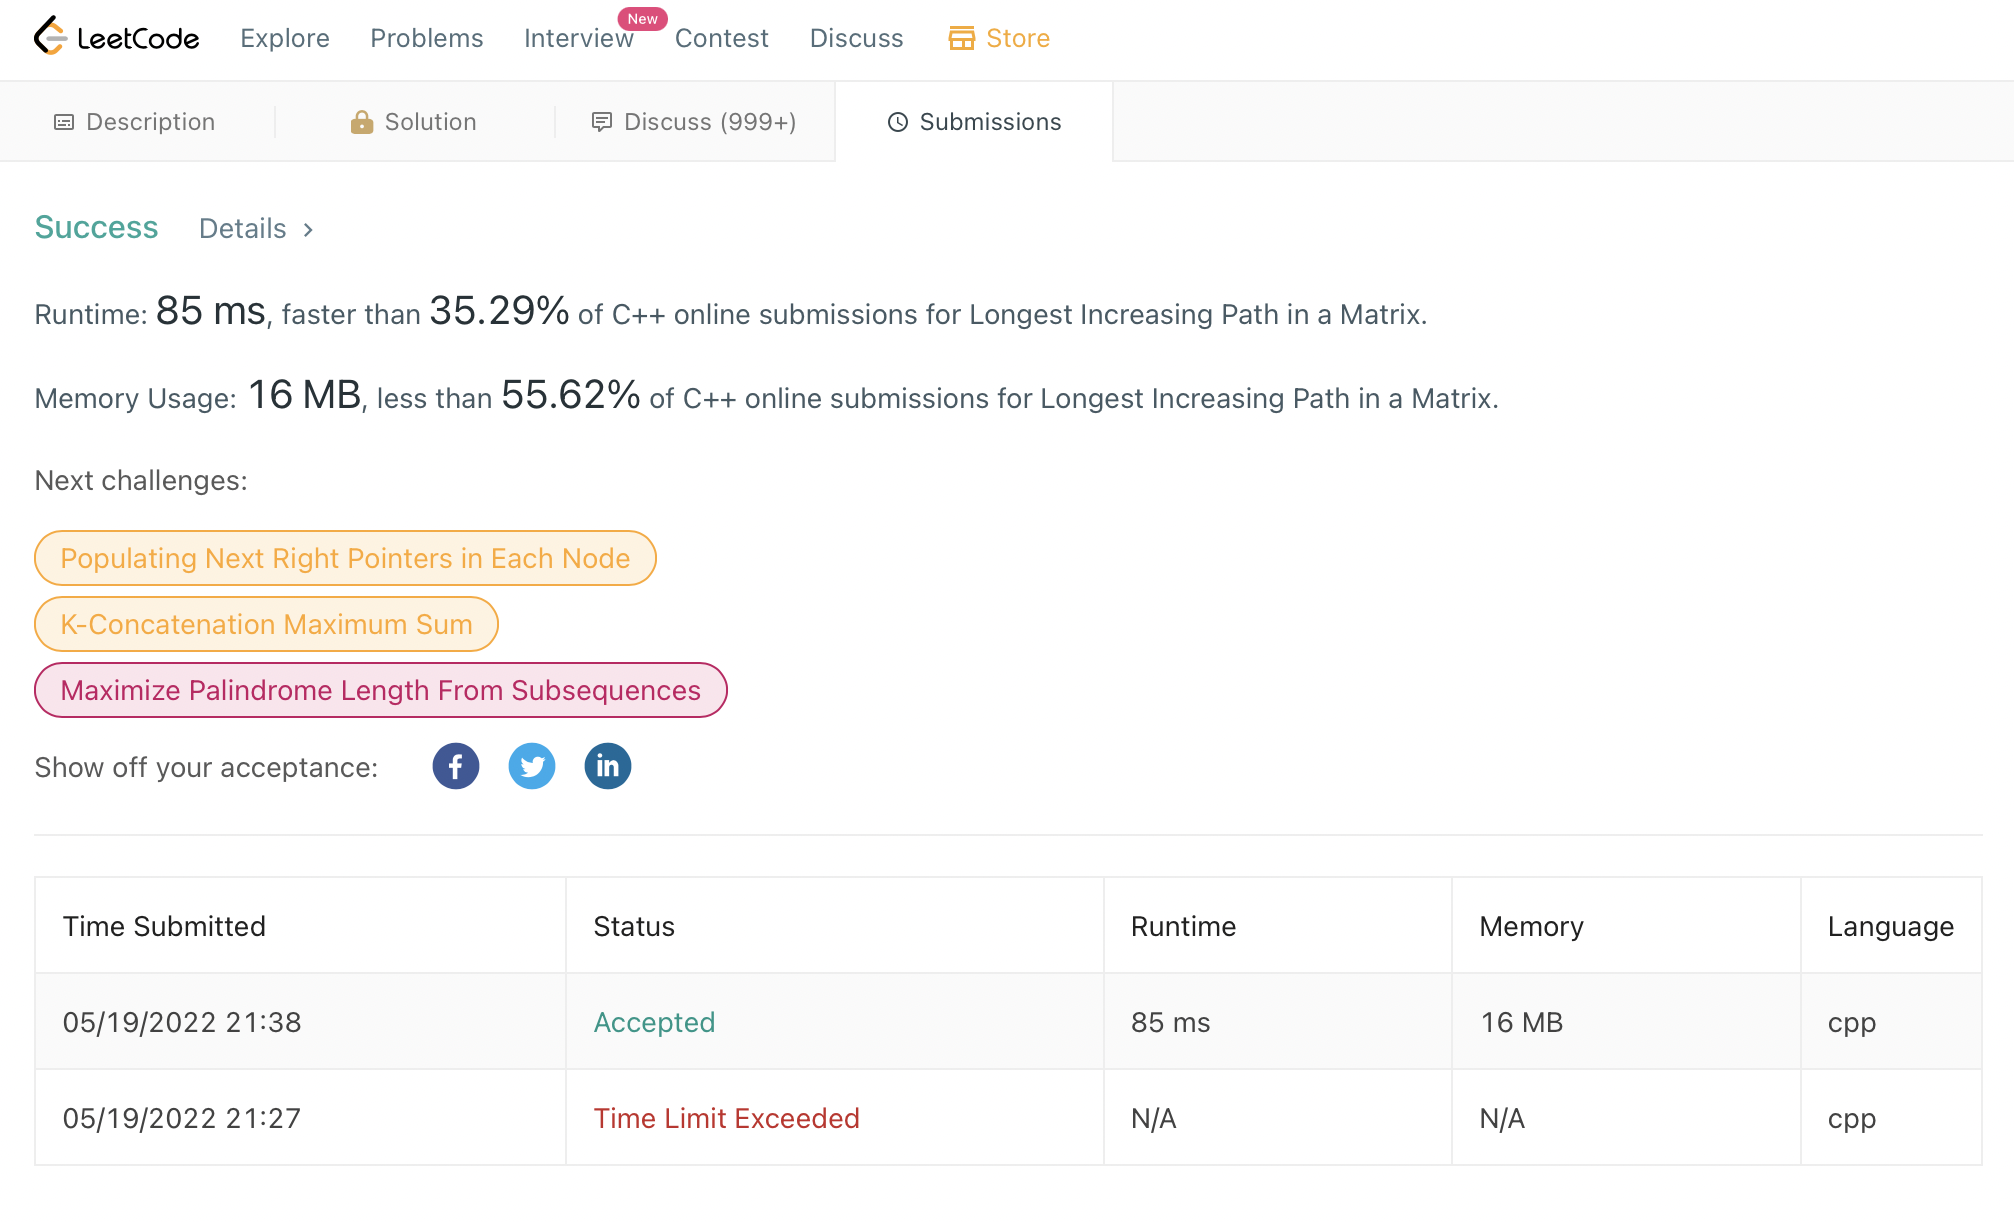 LeetCode Explore Problems Interview New Contest Discuss Store
Description Solution Discuss (999+) Submissions
Success Details >
Runtime: 85 ms, faster than 35.29% of C++ online submissions for Longest Increasing Path in a Matrix.
Memory Usage: 16 MB, less than 55.62% of C++ online submissions for Longest Increasing Path in a Matrix.
Next challenges:
Populating Next Right Pointers in Each Node
K-Concatenation Maximum Sum
Maximize Palindrome Length From Subsequences
Show off your acceptance: f in
Time Submitted Status Runtime Memory Language
05/19/2022 21:38 Accepted 85 ms 16 MB cpp
05/19/2022 21:27 Time Limit Exceeded N/A N/A cpp